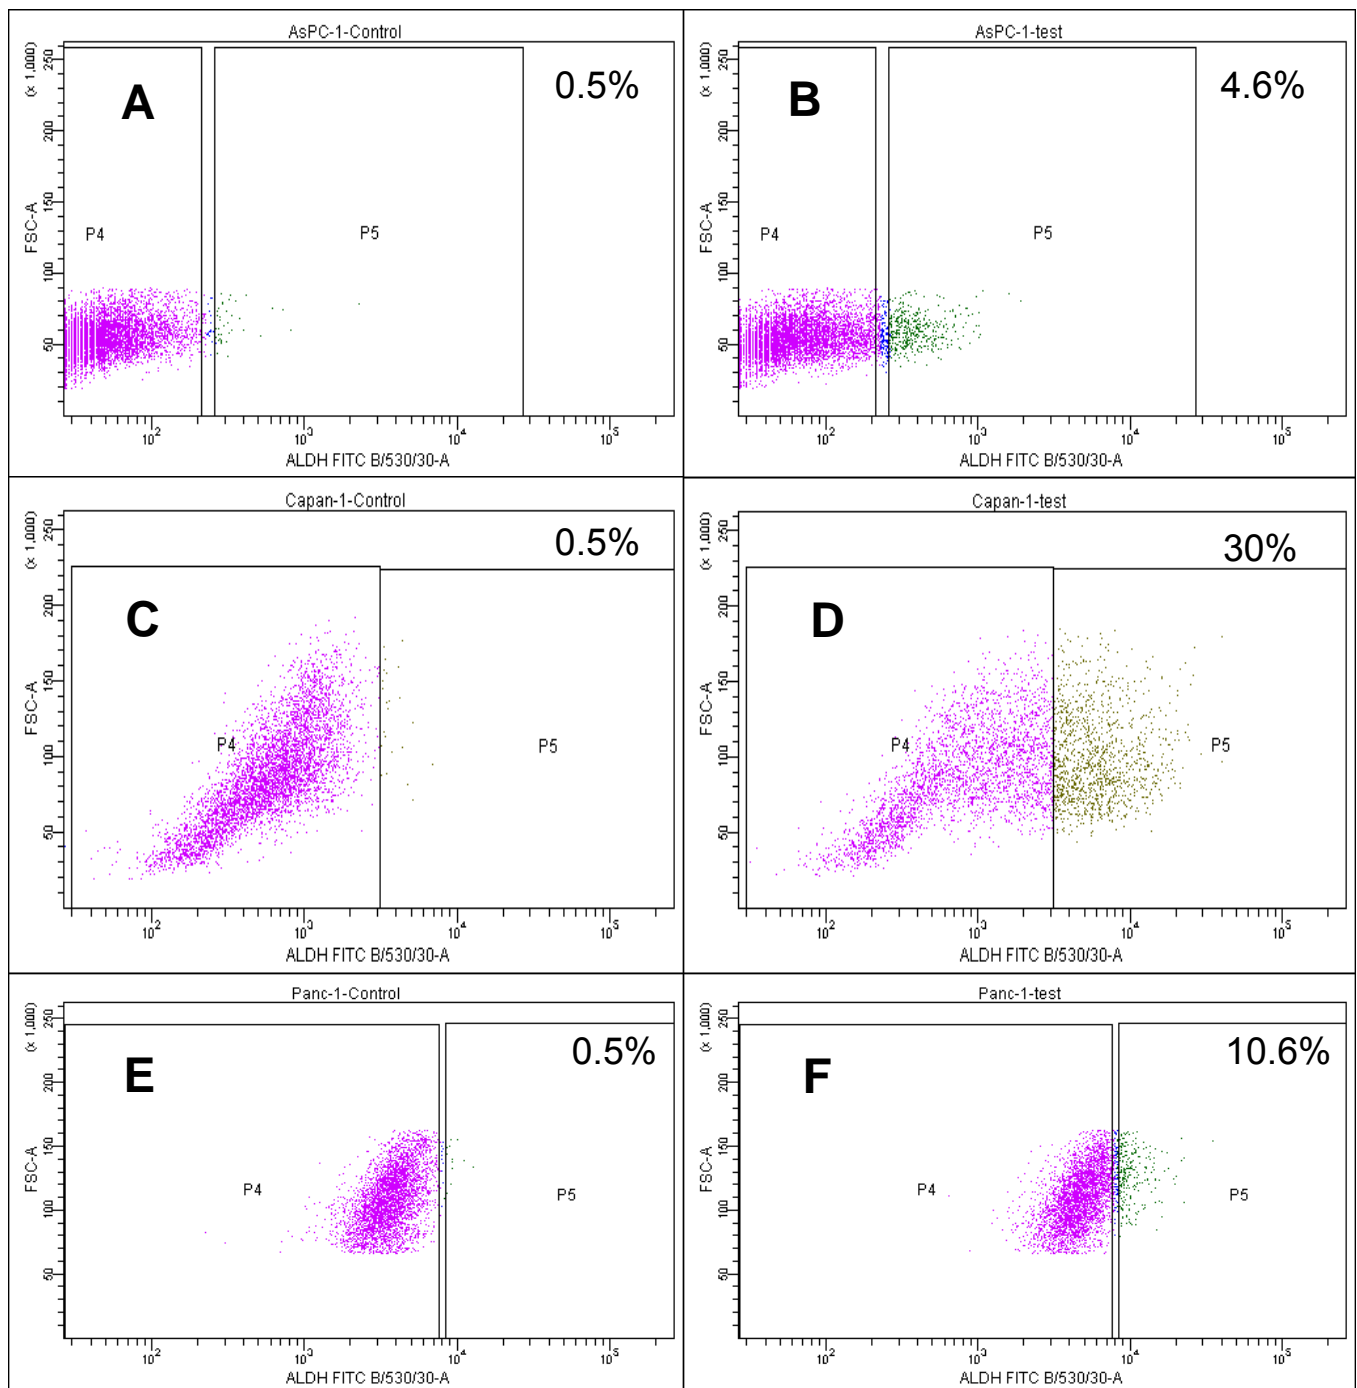 AsPC-1-Control
A
0.5%
(x 1,000)
FSC-A
50 100 150 200 250
P4
P5
10² 10³ 10⁴ 10⁵
ALDH FITC B/530/30-A
AsPC-1-test
B
4.6%
(x 1,000)
FSC-A
50 100 150 200 250
P4
P5
10² 10³ 10⁴ 10⁵
ALDH FITC B/530/30-A
Capan-1-Control
0.5%
C
(x 1,000)
FSC-A
50 100 150 200 250
P4
P5
10² 10³ 10⁴ 10⁵
ALDH FITC B/530/30-A
Capan-1-test
30%
D
(x 1,000)
FSC-A
50 100 150 200 250
P4
P5
10² 10³ 10⁴ 10⁵
ALDH FITC B/530/30-A
Panc-1-Control
0.5%
E
(x 1,000)
FSC-A
50 100 150 200 250
P4
P5
10² 10³ 10⁴ 10⁵
ALDH FITC B/530/30-A
Panc-1-test
10.6%
F
(x 1,000)
FSC-A
50 100 150 200 250
P4
P5
10² 10³ 10⁴ 10⁵
ALDH FITC B/530/30-A